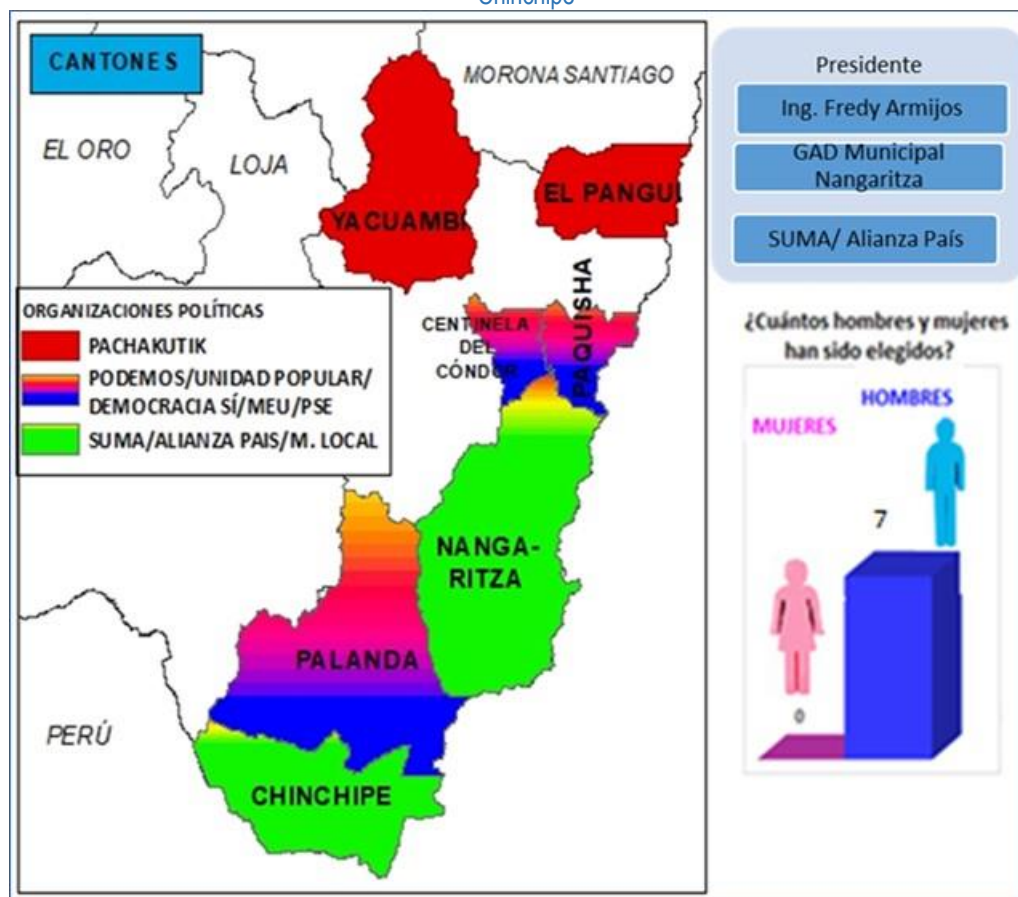 Chinchipe
CANTONES
MORONA SANTIAGO
EL ORO
LOJA
YACUAMBI
EL PANGUI
ORGANIZACIONES POLÍTICAS
PACHAKUTIK
PODEMOS/UNIDAD POPULAR/
DEMOCRACIA SÍ/MEU/PSE
SUMA/ALIANZA PAIS/M. LOCAL
CENTINELA
DEL
CÓNDOR
PAQUISHA
NANGA-
RITZA
PALANDA
PERÚ
CHINCHIPE
Presidente
Ing. Fredy Armijos
GAD Municipal
Nangaritza
SUMA/ Alianza País
¿Cuántos hombres y mujeres
han sido elegidos?
HOMBRES
MUJERES
7
0